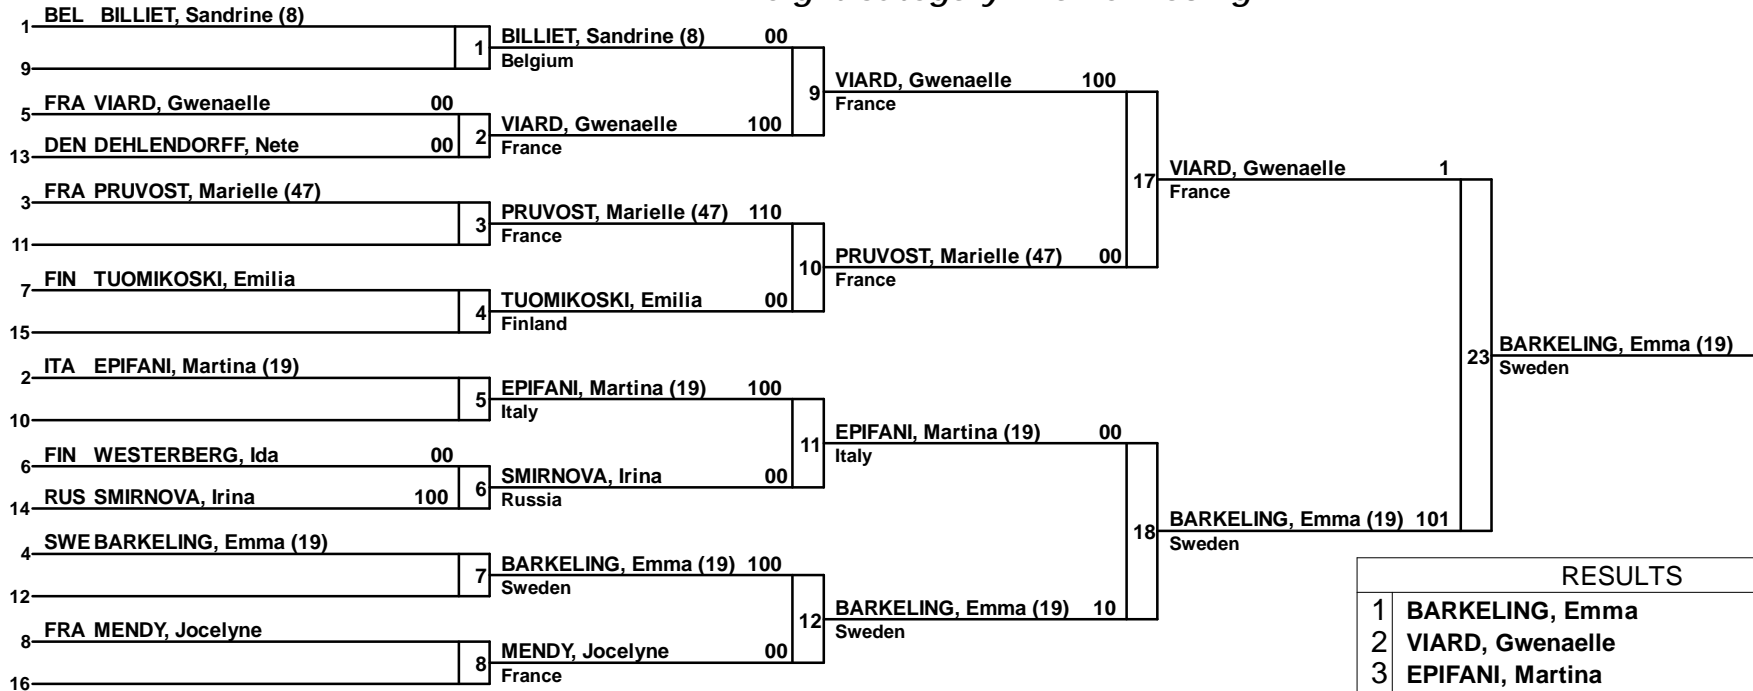 BEL BILLIET, Sandrine (8)
1
9
1
BILLIET, Sandrine (8) 00
Belgium
FRA VIARD, Gwenaelle 00
5
DEN DEHLENDORFF, Nete 00
13
2
VIARD, Gwenaelle 100
France
9
VIARD, Gwenaelle 100
France
FRA PRUVOST, Marielle (47)
3
11
3
PRUVOST, Marielle (47) 110
France
FIN TUOMIKOSKI, Emilia
7
15
4
TUOMIKOSKI, Emilia 00
Finland
10
PRUVOST, Marielle (47) 00
France
17
VIARD, Gwenaelle 1
France
ITA EPIFANI, Martina (19)
2
10
5
EPIFANI, Martina (19) 100
Italy
FIN WESTERBERG, Ida 00
6
RUS SMIRNOVA, Irina 100
14
6
SMIRNOVA, Irina 00
Russia
11
EPIFANI, Martina (19) 00
Italy
SWE BARKELING, Emma (19)
4
12
7
BARKELING, Emma (19) 100
Sweden
FRA MENDY, Jocelyne
8
16
8
MENDY, Jocelyne 00
France
12
BARKELING, Emma (19) 10
Sweden
18
BARKELING, Emma (19) 101
Sweden
23
BARKELING, Emma (19)
Sweden
RESULTS
1 BARKELING, Emma
2 VIARD, Gwenaelle
3 EPIFANI, Martina